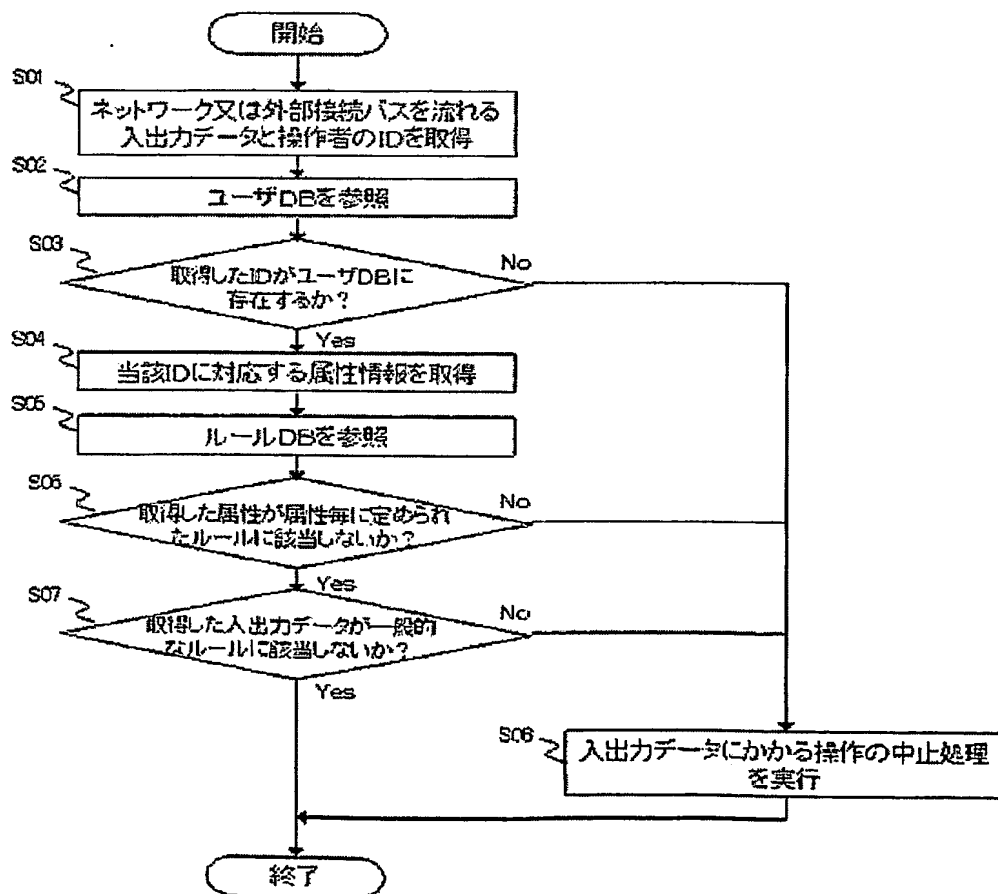 開始
S01
ネットワーク又は外部接続バスを流れる
入出力データと操作者のIDを取得
S02
ユーザDBを参照
S03
取得したIDがユーザDBに
存在するか?
No
Yes
S04
当該IDに対応する属性情報を取得
S05
ルールDBを参照
S06
取得した属性が属性毎に定められ
たルールに該当しないか?
No
Yes
S07
取得した入出力データが一般的
なルールに該当しないか?
No
Yes
S08
入出力データにかかる操作の中止処理
を実行
終了